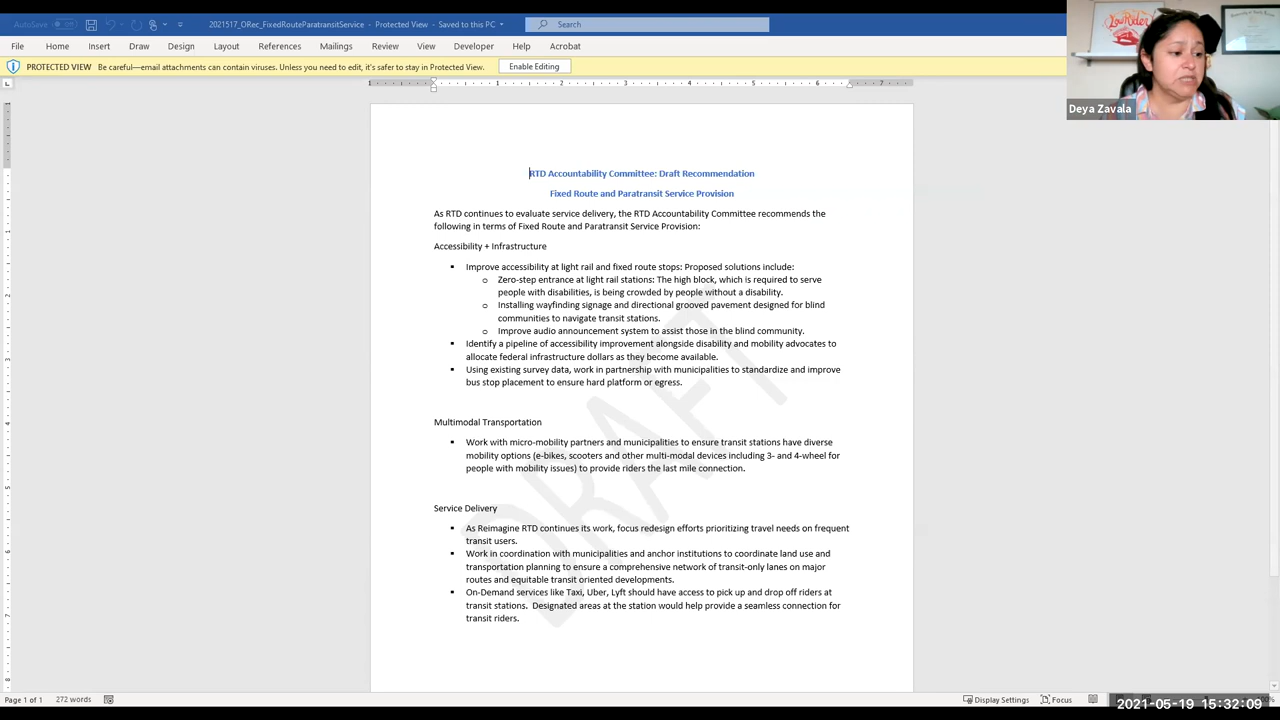 AutoSave Off 2021517_ORec_FixedRouteParatransitService - Protected View • Saved to this PC Search
File Home Insert Draw Design Layout References Mailings Review View Developer Help Acrobat
PROTECTED VIEW Be careful—email attachments can contain viruses. Unless you need to edit, it's safer to stay in Protected View. Enable Editing
LowRider
Deya Zavala
1 1 2 3 4 5 6 7
RTD Accountability Committee: Draft Recommendation
Fixed Route and Paratransit Service Provision
As RTD continues to evaluate service delivery, the RTD Accountability Committee recommends the
following in terms of Fixed Route and Paratransit Service Provision:
Accessibility + Infrastructure
▪ Improve accessibility at light rail and fixed route stops: Proposed solutions include:
o Zero-step entrance at light rail stations: The high block, which is required to serve
people with disabilities, is being crowded by people without a disability.
o Installing wayfinding signage and directional grooved pavement designed for blind
communities to navigate transit stations.
o Improve audio announcement system to assist those in the blind community.
▪ Identify a pipeline of accessibility improvement alongside disability and mobility advocates to
allocate federal infrastructure dollars as they become available.
▪ Using existing survey data, work in partnership with municipalities to standardize and improve
bus stop placement to ensure hard platform or egress.
Multimodal Transportation
▪ Work with micro-mobility partners and municipalities to ensure transit stations have diverse
mobility options (e-bikes, scooters and other multi-modal devices including 3- and 4-wheel for
people with mobility issues) to provide riders the last mile connection.
Service Delivery
▪ As Reimagine RTD continues its work, focus redesign efforts prioritizing travel needs on frequent
transit users.
▪ Work in coordination with municipalities and anchor institutions to coordinate land use and
transportation planning to ensure a comprehensive network of transit-only lanes on major
routes and equitable transit oriented developments.
▪ On-Demand services like Taxi, Uber, Lyft should have access to pick up and drop off riders at
transit stations. Designated areas at the station would help provide a seamless connection for
transit riders.
DRAFT
Page 1 of 1 272 words Display Settings Focus
2021-05-19 15:32:09